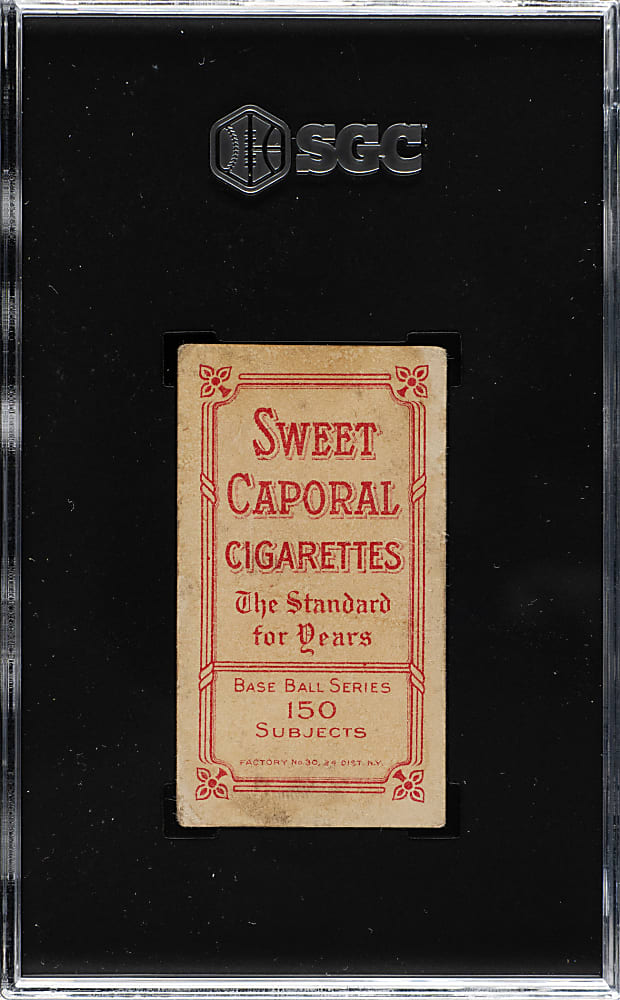 SGC
SWEET
CAPORAL
CIGARETTES
The Standard
for Years
BASE BALL SERIES
150
SUBJECTS
FACTORY No. 30, 2d DIST. N.Y.